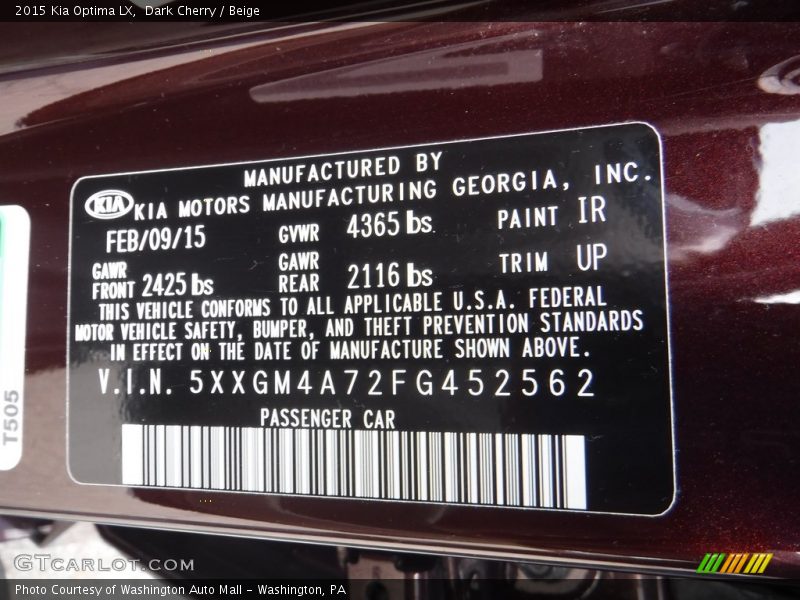 2015 Kia Optima LX, Dark Cherry / Beige
MANUFACTURED BY
KIA KIA MOTORS MANUFACTURING GEORGIA, INC.
FEB/09/15 GVWR 4365 lbs PAINT IR
GAWR FRONT 2425 lbs GAWR REAR 2116 lbs TRIM UP
THIS VEHICLE CONFORMS TO ALL APPLICABLE U.S.A. FEDERAL
MOTOR VEHICLE SAFETY, BUMPER, AND THEFT PREVENTION STANDARDS
IN EFFECT ON THE DATE OF MANUFACTURE SHOWN ABOVE.
V.I.N. 5XXGM4A72FG452562
PASSENGER CAR
T505
GTCARLOT.COM
Photo Courtesy of Washington Auto Mall - Washington, PA